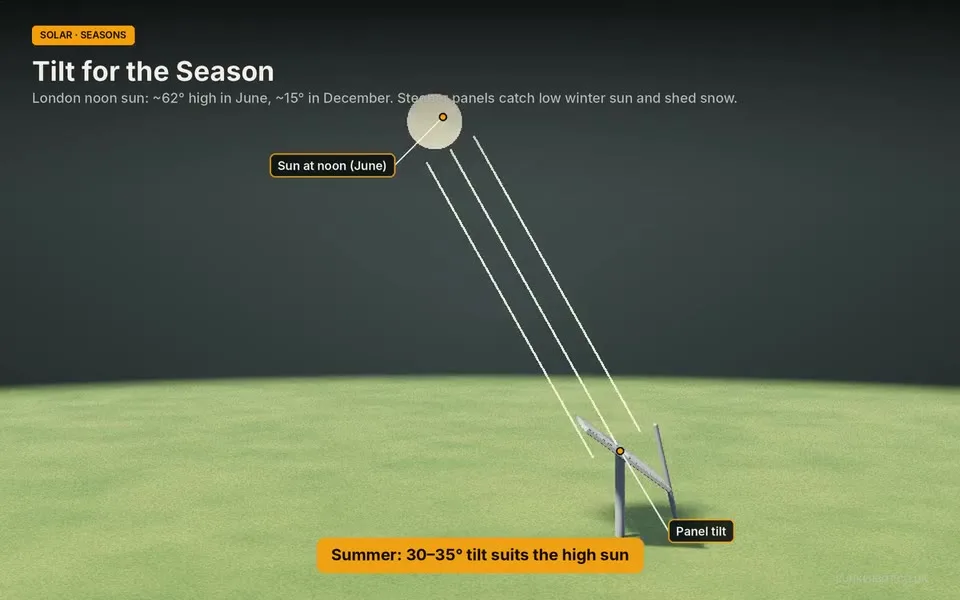 SOLAR · SEASONS
Tilt for the Season
London noon sun: ~62° high in June, ~15° in December. Steeper panels catch low winter sun and shed snow.
Sun at noon (June)
Panel tilt
Summer: 30–35° tilt suits the high sun